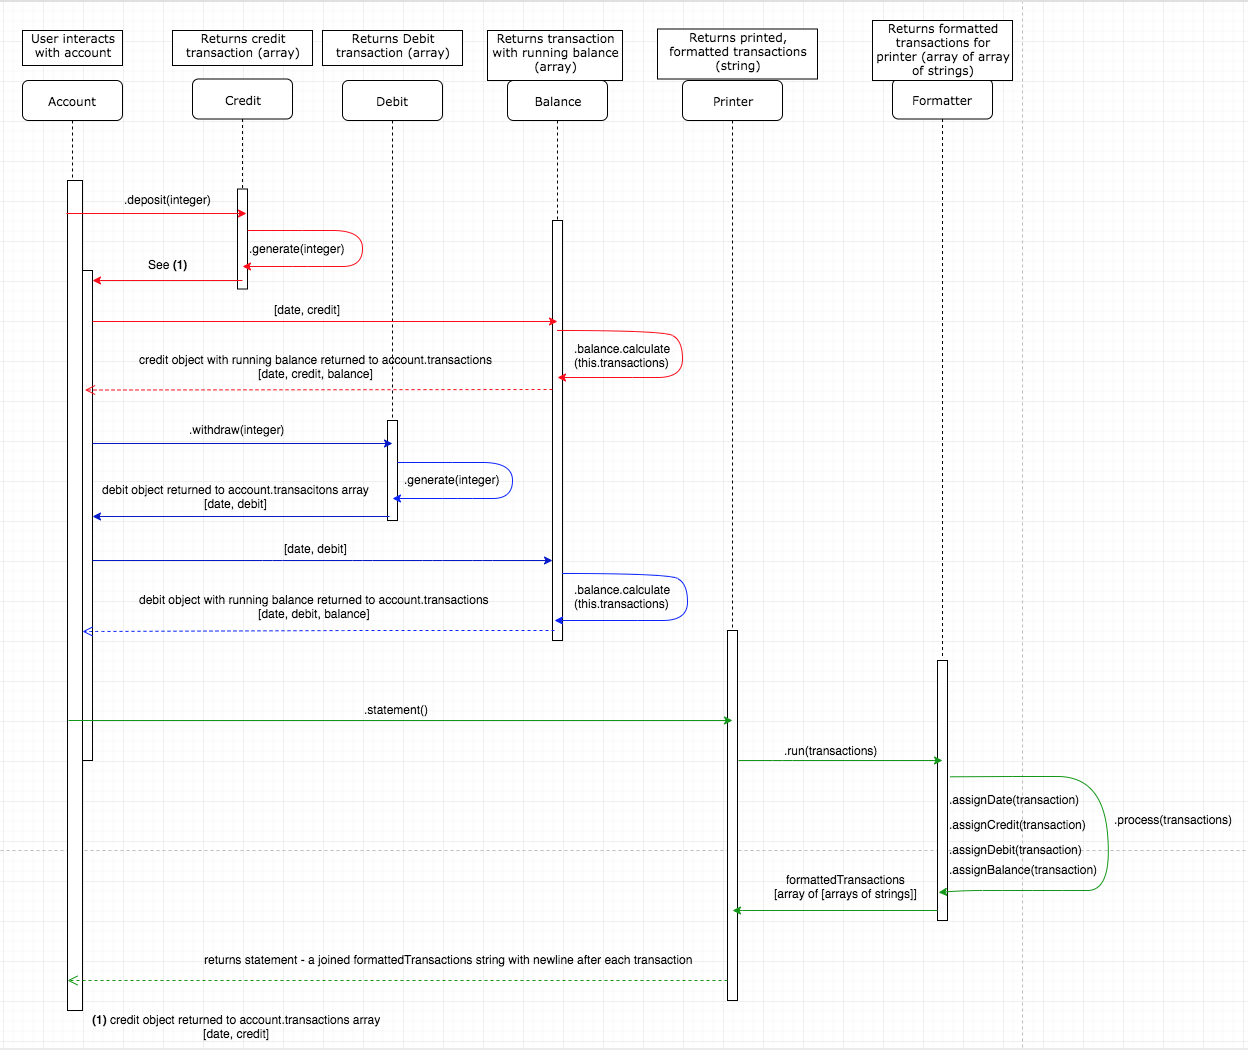 User interacts
with account
Returns credit
transaction (array)
Returns Debit
transaction (array)
Returns transaction
with running balance
(array)
Returns printed,
formatted transactions
(string)
Returns formatted
transactions for
printer (array of array
of strings)
Account
Credit
Debit
Balance
Printer
Formatter
.deposit(integer)
.generate(integer)
See (1)
[date, credit]
.balance.calculate
(this.transactions)
credit object with running balance returned to account.transactions
[date, credit, balance]
.withdraw(integer)
.generate(integer)
debit object returned to account.transacitons array
[date, debit]
[date, debit]
.balance.calculate
(this.transactions)
debit object with running balance returned to account.transactions
[date, debit, balance]
.statement()
.run(transactions)
.assignDate(transaction)
.process(transactions)
.assignCredit(transaction)
.assignDebit(transaction)
.assignBalance(transaction)
formattedTransactions
[array of [arrays of strings]]
returns statement - a joined formattedTransactions string with newline after each transaction
(1) credit object returned to account.transactions array
[date, credit]